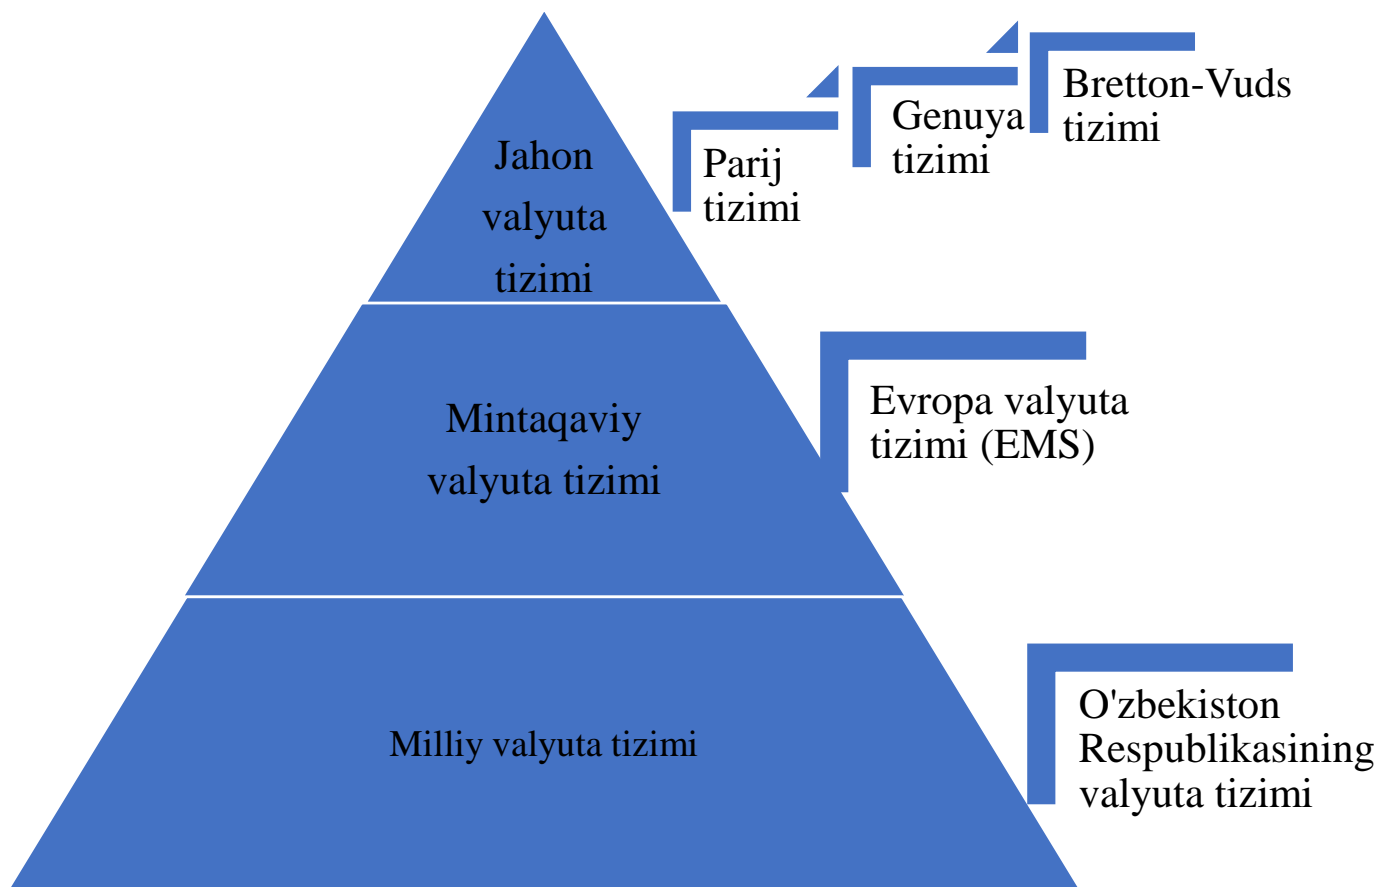 Jahon
valyuta
tizimi
Parij
tizimi
Genuya
tizimi
Bretton-Vuds
tizimi
Mintaqaviy
valyuta tizimi
Evropa valyuta
tizimi (EMS)
Milliy valyuta tizimi
O'zbekiston
Respublikasining
valyuta tizimi